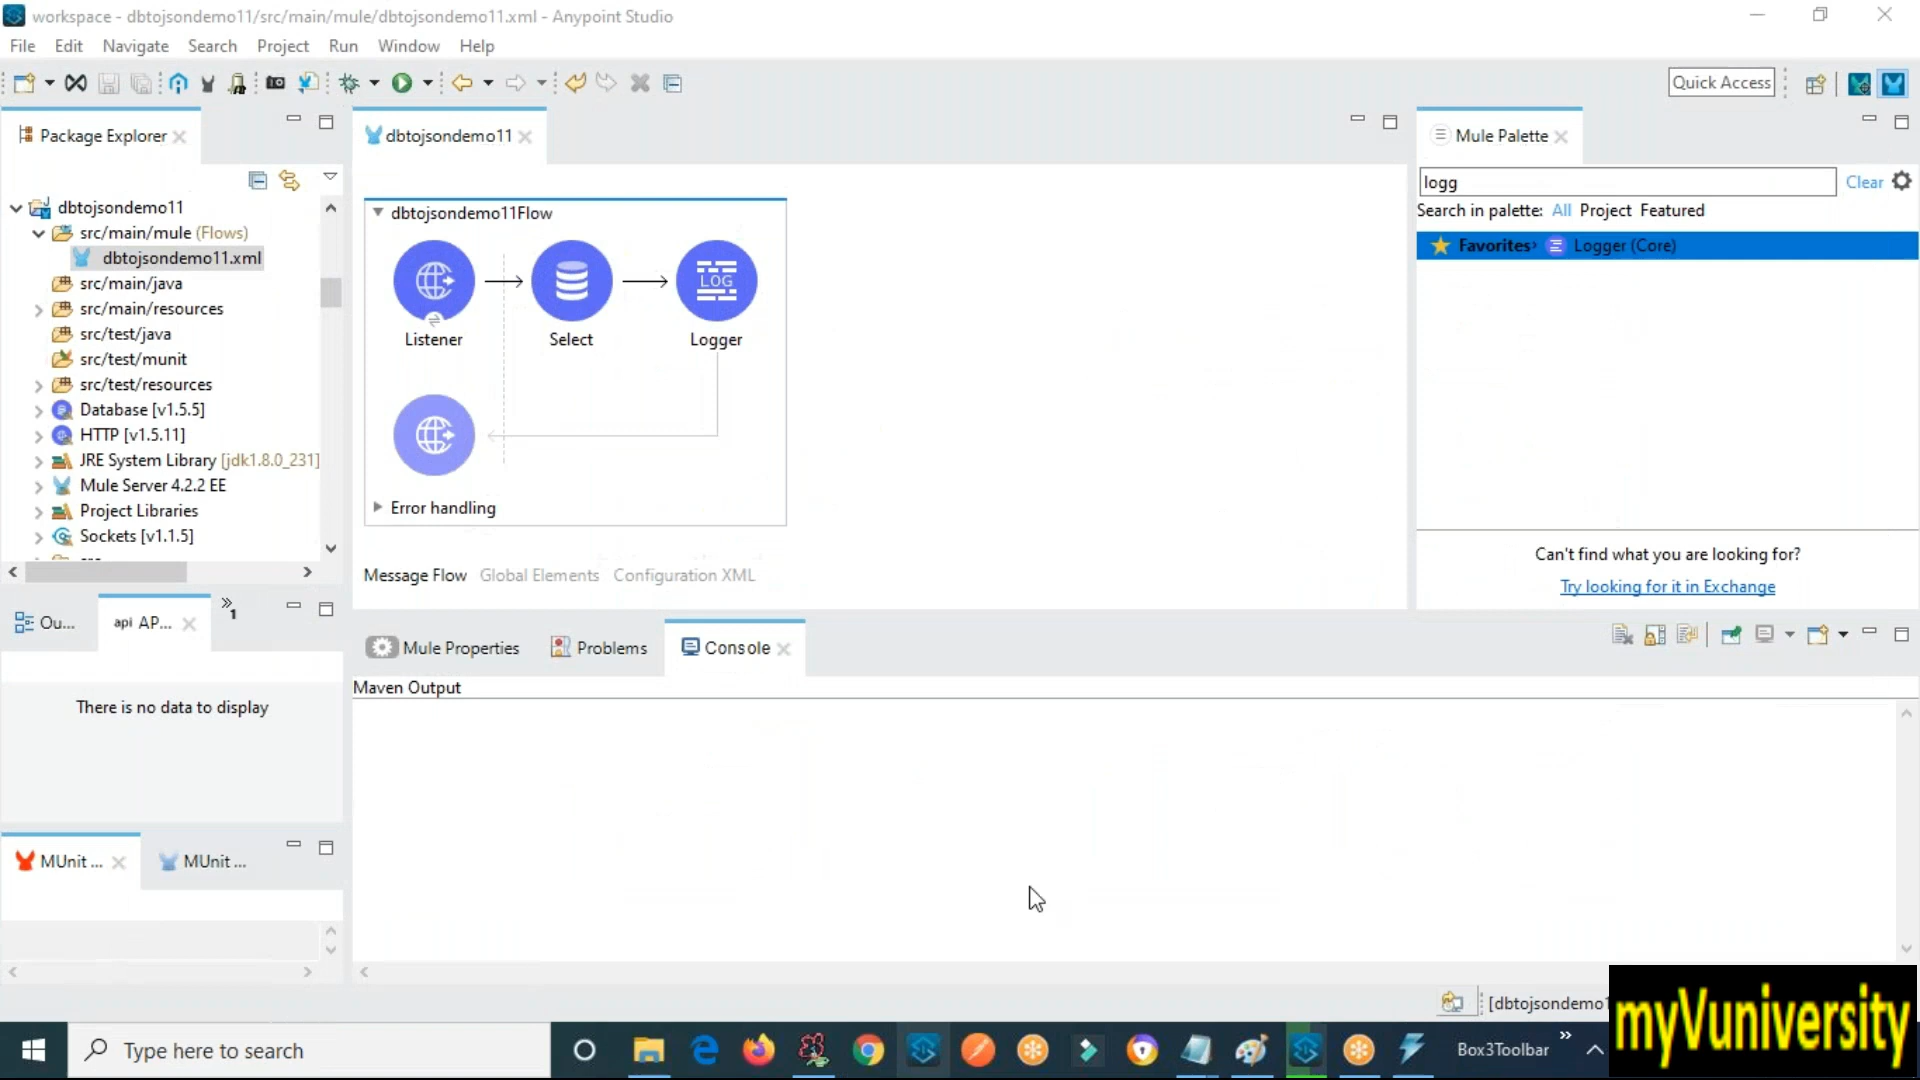 workspace - dbtojsondemo11/src/main/mule/dbtojsondemo11.xml - Anypoint Studio
File Edit Navigate Search Project Run Window Help
Quick Access
Package Explorer
dbtojsondemo11
src/main/mule (Flows)
dbtojsondemo11.xml
src/main/java
src/main/resources
src/test/java
src/test/munit
src/test/resources
Database [v1.5.5]
HTTP [v1.5.11]
JRE System Library [jdk1.8.0_231]
Mule Server 4.2.2 EE
Project Libraries
Sockets [v1.1.5]
dbtojsondemo11
dbtojsondemo11Flow
LOG
Listener Select Logger
Error handling
Message Flow Global Elements Configuration XML
Mule Palette
logg
Clear
Search in palette: All Project Featured
Favorites› Logger (Core)
Can't find what you are looking for?
Try looking for it in Exchange
Ou...
api AP...
»1
There is no data to display
MUnit ...
MUnit ...
Mule Properties
Problems
Console
Maven Output
[dbtojsondemo1
Type here to search
Box3Toolbar »
myVuniversity